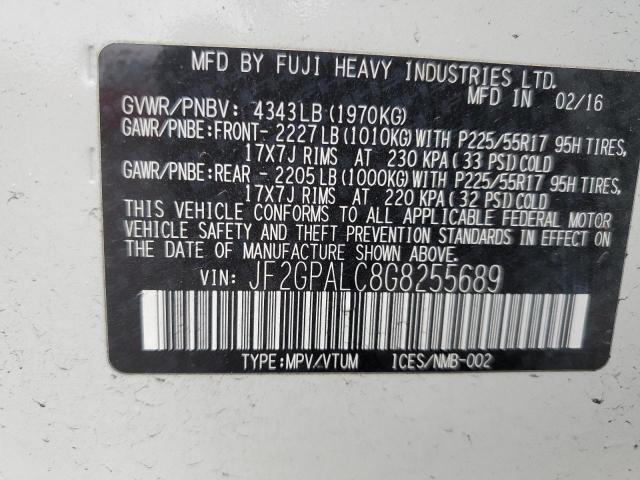 MFD BY FUJI HEAVY INDUSTRIES LTD.
MFD IN 02/16
GVWR/PNBV: 4343LB (1970KG)
GAWR/PNBE:FRONT- 2227LB(1010KG)WITH P225/55R17 95H TIRES,
17X7J RIMS AT 230 KPA( 33 PSI)COLD
GAWR/PNBE:REAR - 2205LB(1000KG)WITH P225/55R17 95H TIRES,
17X7J RIMS AT 220 KPA( 32 PSI)COLD
THIS VEHICLE CONFORMS TO ALL APPLICABLE FEDERAL MOTOR
VEHICLE SAFETY AND THEFT PREVENTION STANDARDS IN EFFECT ON
THE DATE OF MANUFACTURE SHOWN ABOVE.
VIN: JF2GPALC8G8255689
TYPE:MPV/VTUM ICES/NMB-002